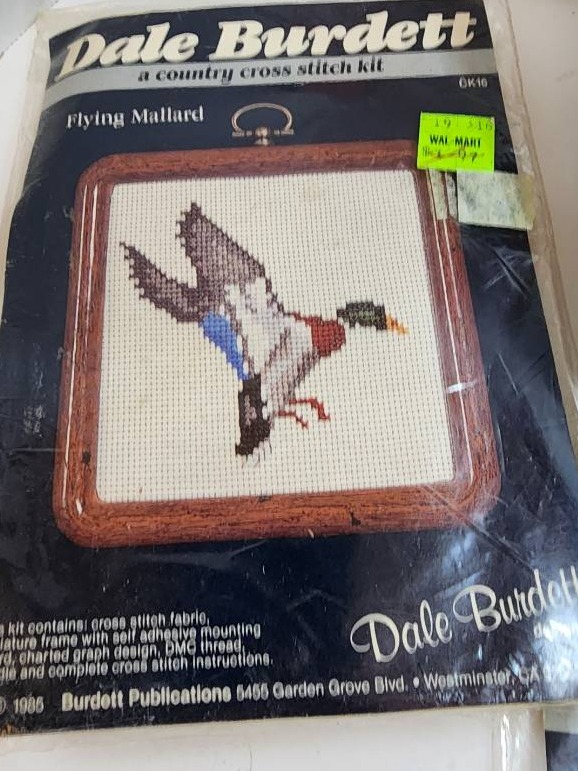 Dale Burdett
a country cross stitch kit
CK16
Flying Mallard
WAL-MART
kit contains: cross stitch fabric,
ature frame with self adhesive mounting
charted graph design, DMC thread,
and complete cross stitch instructions.
Dale Burdett
© 1985 Burdett Publications 5455 Garden Grove Blvd. • Westminster, CA